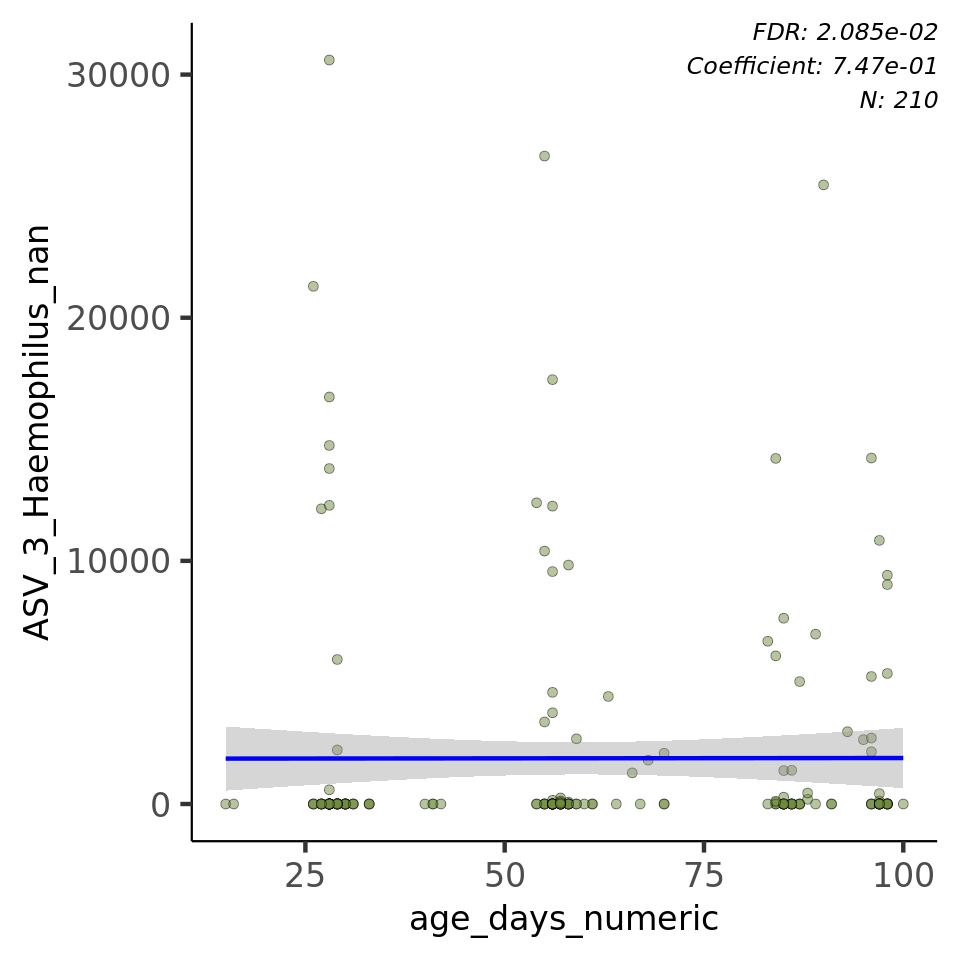 FDR: 2.085e-02
Coefficient: 7.47e-01
N: 210
ASV_3_Haemophilus_nan
30000
20000
10000
0
25 50 75 100
age_days_numeric